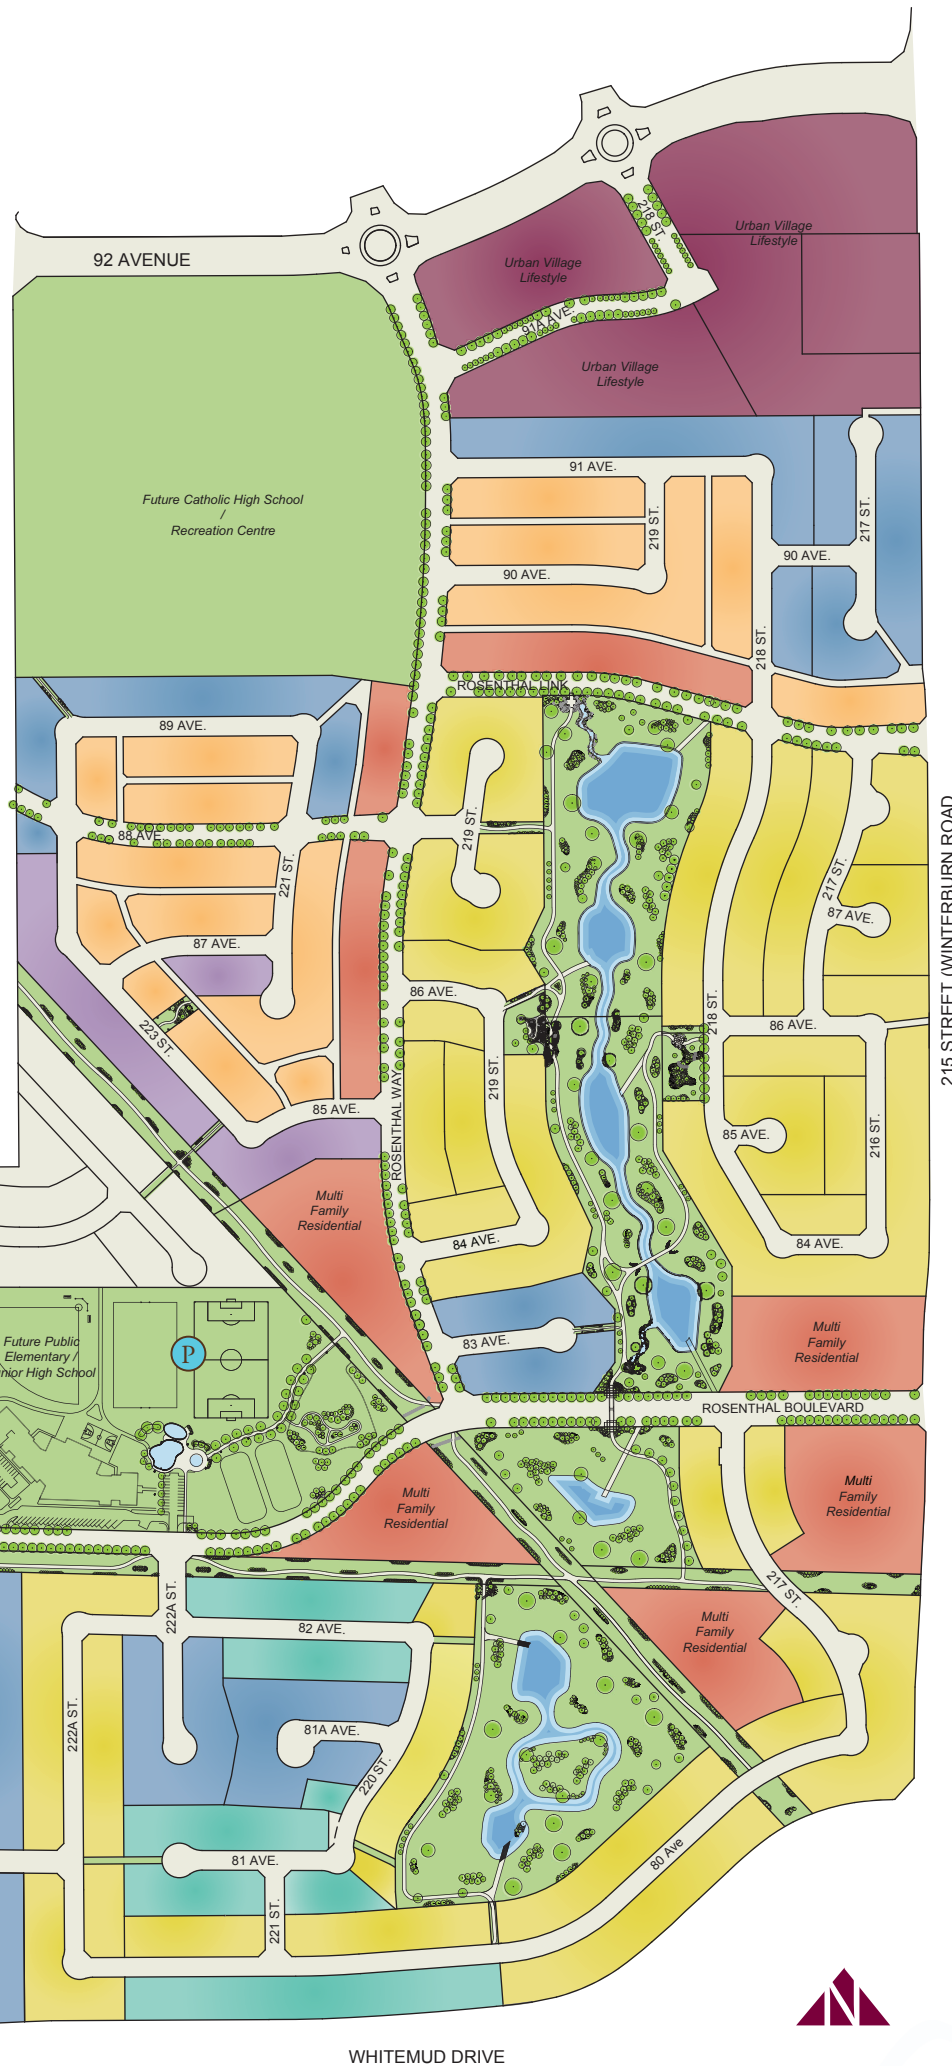 218 ST.
Urban Village
Lifestyle
92 AVENUE
Urban Village
Lifestyle
91A AVE.
Urban Village
Lifestyle
91 AVE.
Future Catholic High School
/
Recreation Centre
219 ST.
217 ST.
90 AVE.
90 AVE.
218 ST.
ROSENTHAL LINK
89 AVE.
88 AVE.
219 ST.
215 STREET (WINTERBURN ROAD
221 ST.
217 ST.
87 AVE.
87 AVE.
86 AVE.
218 ST.
86 AVE.
223 ST.
219 ST.
ROSENTHAL WAY
85 AVE.
85 AVE.
216 ST.
Multi
Family
Residential
84 AVE.
84 AVE.
Future Public
Elementary /
nior High School
P
83 AVE.
Multi
Family
Residential
ROSENTHAL BOULEVARD
Multi
Family
Residential
Multi
Family
Residential
222A ST.
217 ST.
82 AVE.
Multi
Family
Residential
222A ST.
81A AVE.
220 ST.
81 AVE.
80 Ave
221 ST.
N
WHITEMUD DRIVE